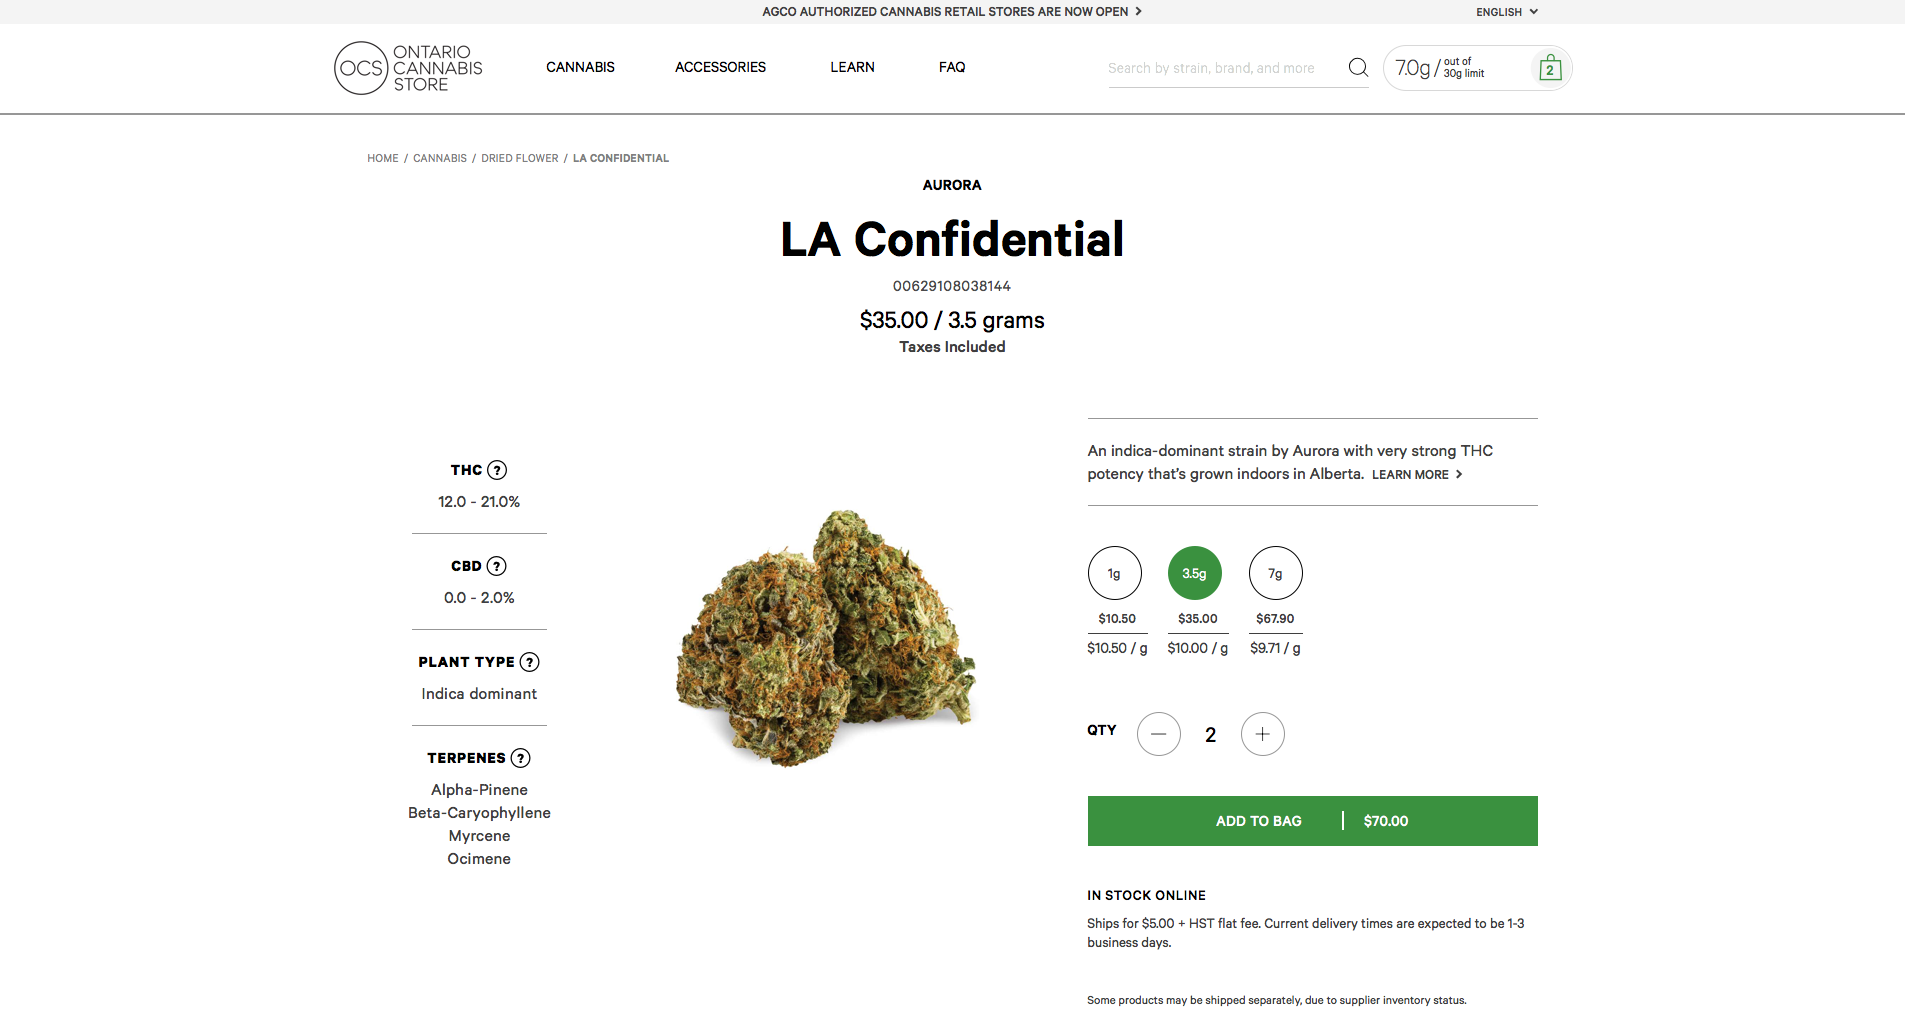 AGCO AUTHORIZED CANNABIS RETAIL STORES ARE NOW OPEN
ENGLISH
OCS
ONTARIO
CANNABIS
STORE
CANNABIS
ACCESSORIES
LEARN
FAQ
Search by strain, brand, and more
7.0g / out of
30g limit
2
HOME / CANNABIS / DRIED FLOWER / LA CONFIDENTIAL
AURORA
LA Confidential
00629108038144
$35.00 / 3.5 grams
Taxes Included
THC ?
12.0 - 21.0%
CBD ?
0.0 - 2.0%
PLANT TYPE ?
Indica dominant
TERPENES ?
Alpha-Pinene
Beta-Caryophyllene
Myrcene
Ocimene
An indica-dominant strain by Aurora with very strong THC
potency that's grown indoors in Alberta. LEARN MORE
1g 3.5g 7g
$10.50 $35.00 $67.90
$10.50 / g $10.00 / g $9.71 / g
QTY — 2 +
ADD TO BAG | $70.00
IN STOCK ONLINE
Ships for $5.00 + HST flat fee. Current delivery times are expected to be 1-3
business days.
Some products may be shipped separately, due to supplier inventory status.